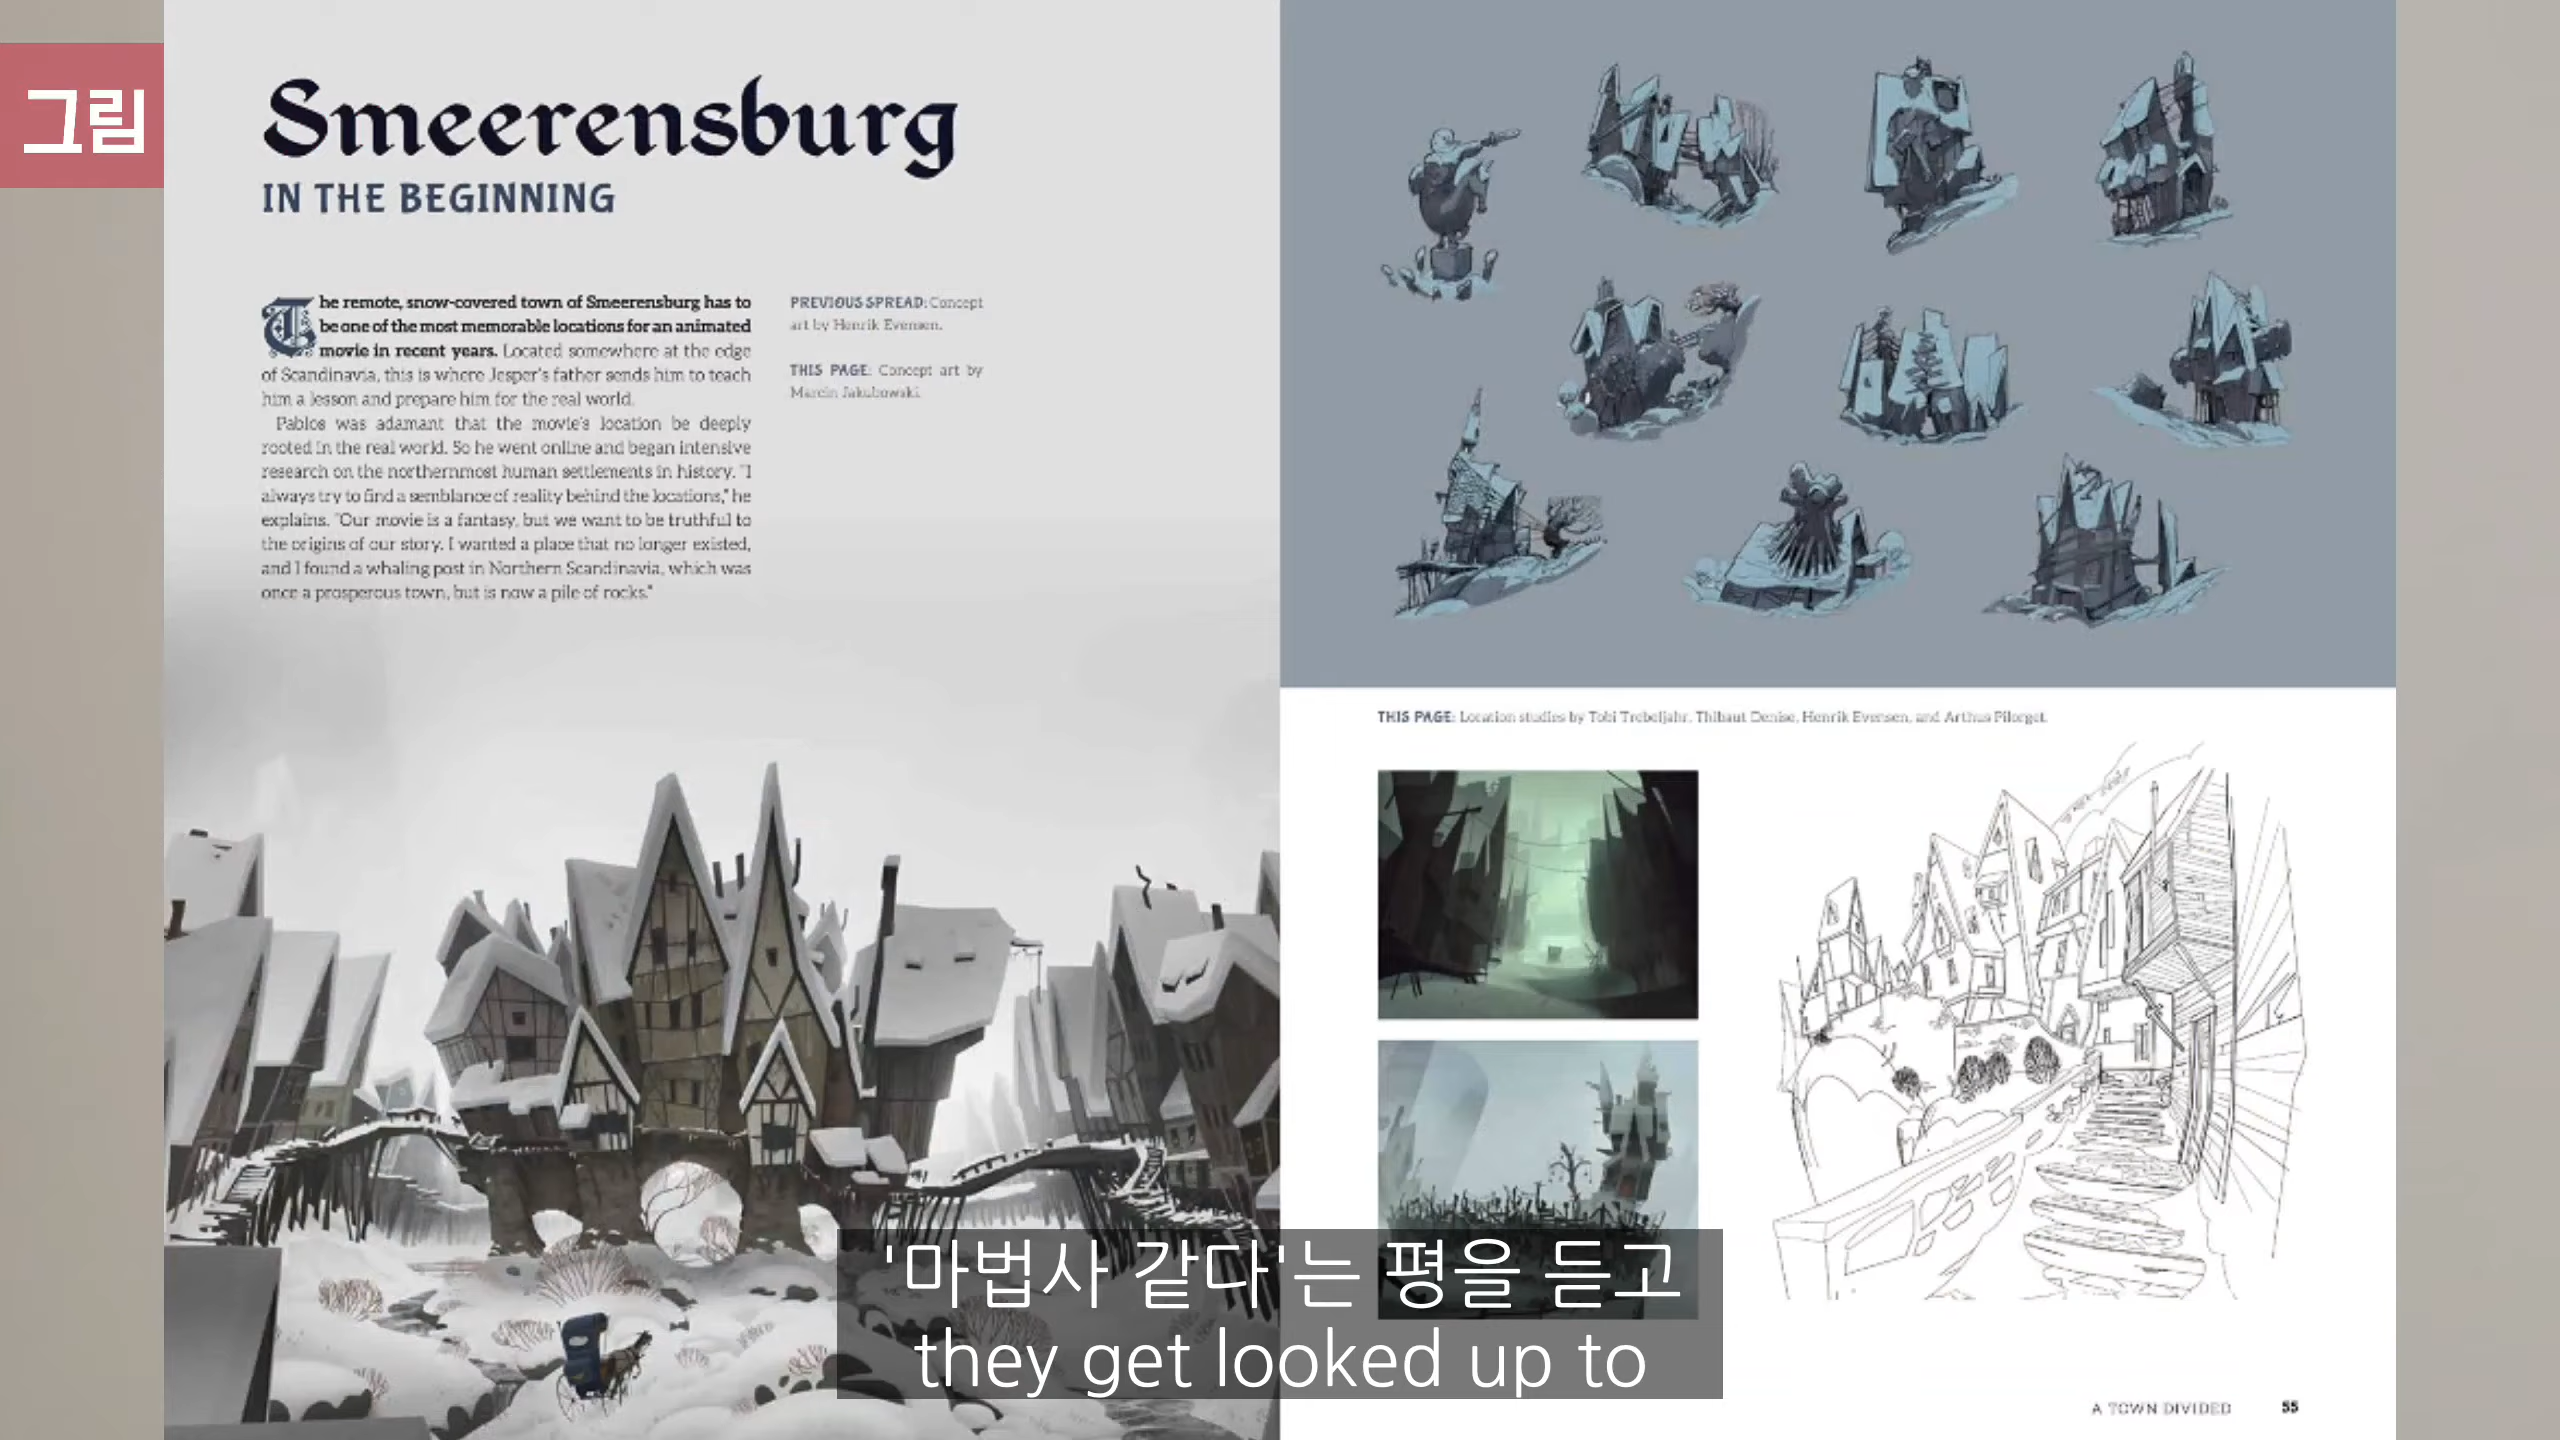 그림
Smeerensburg
IN THE BEGINNING
The remote, snow-covered town of Smeerensburg has to
be one of the most memorable locations for an animated
movie in recent years. Located somewhere at the edge
of Scandinavia, this is where Jesper's father sends him to teach
him a lesson and prepare him for the real world.
Pablos was adamant that the movie's location be deeply
rooted in the real world. So he went online and began intensive
research on the northernmost human settlements in history. "I
always try to find a semblance of reality behind the locations," he
explains. "Our movie is a fantasy, but we want to be truthful to
the origins of our story. I wanted a place that no longer existed,
and I found a whaling post in Northern Scandinavia, which was
once a prosperous town, but is now a pile of rocks."
PREVIOUS SPREAD: Concept
art by Henrik Evensen.
THIS PAGE: Concept art by
Marcin Jakubowski.
THIS PAGE: Location studies by Tobi Trebeljahr, Thibaut Denise, Henrik Evensen, and Arthus Pilorget.
'마법사 같다'는 평을 듣고
they get looked up to
A TOWN DIVIDED 55